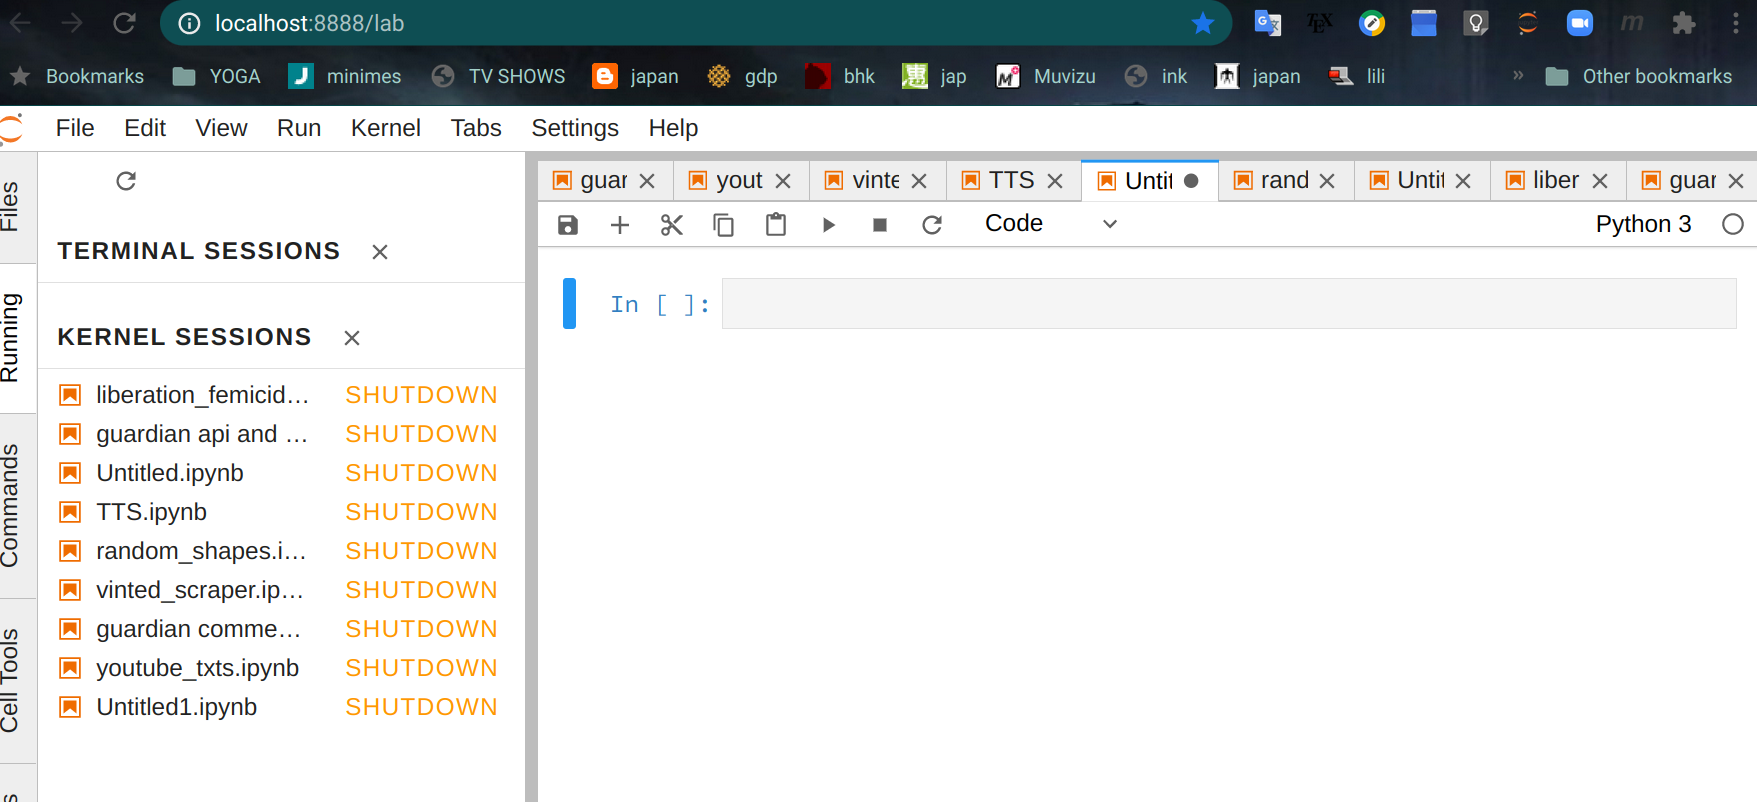 localhost:8888/lab
Bookmarks YOGA minimes TV SHOWS japan gdp bhk jap Muvizu ink japan lili » Other bookmarks
File Edit View Run Kernel Tabs Settings Help
Files
Running
Commands
Cell Tools
TERMINAL SESSIONS
KERNEL SESSIONS
liberation_femicid… SHUTDOWN
guardian api and … SHUTDOWN
Untitled.ipynb SHUTDOWN
TTS.ipynb SHUTDOWN
random_shapes.i… SHUTDOWN
vinted_scraper.ip… SHUTDOWN
guardian comme… SHUTDOWN
youtube_txts.ipynb SHUTDOWN
Untitled1.ipynb SHUTDOWN
guar yout vinte TTS Untit rand Untit liber guar
Code Python 3
In [ ]: